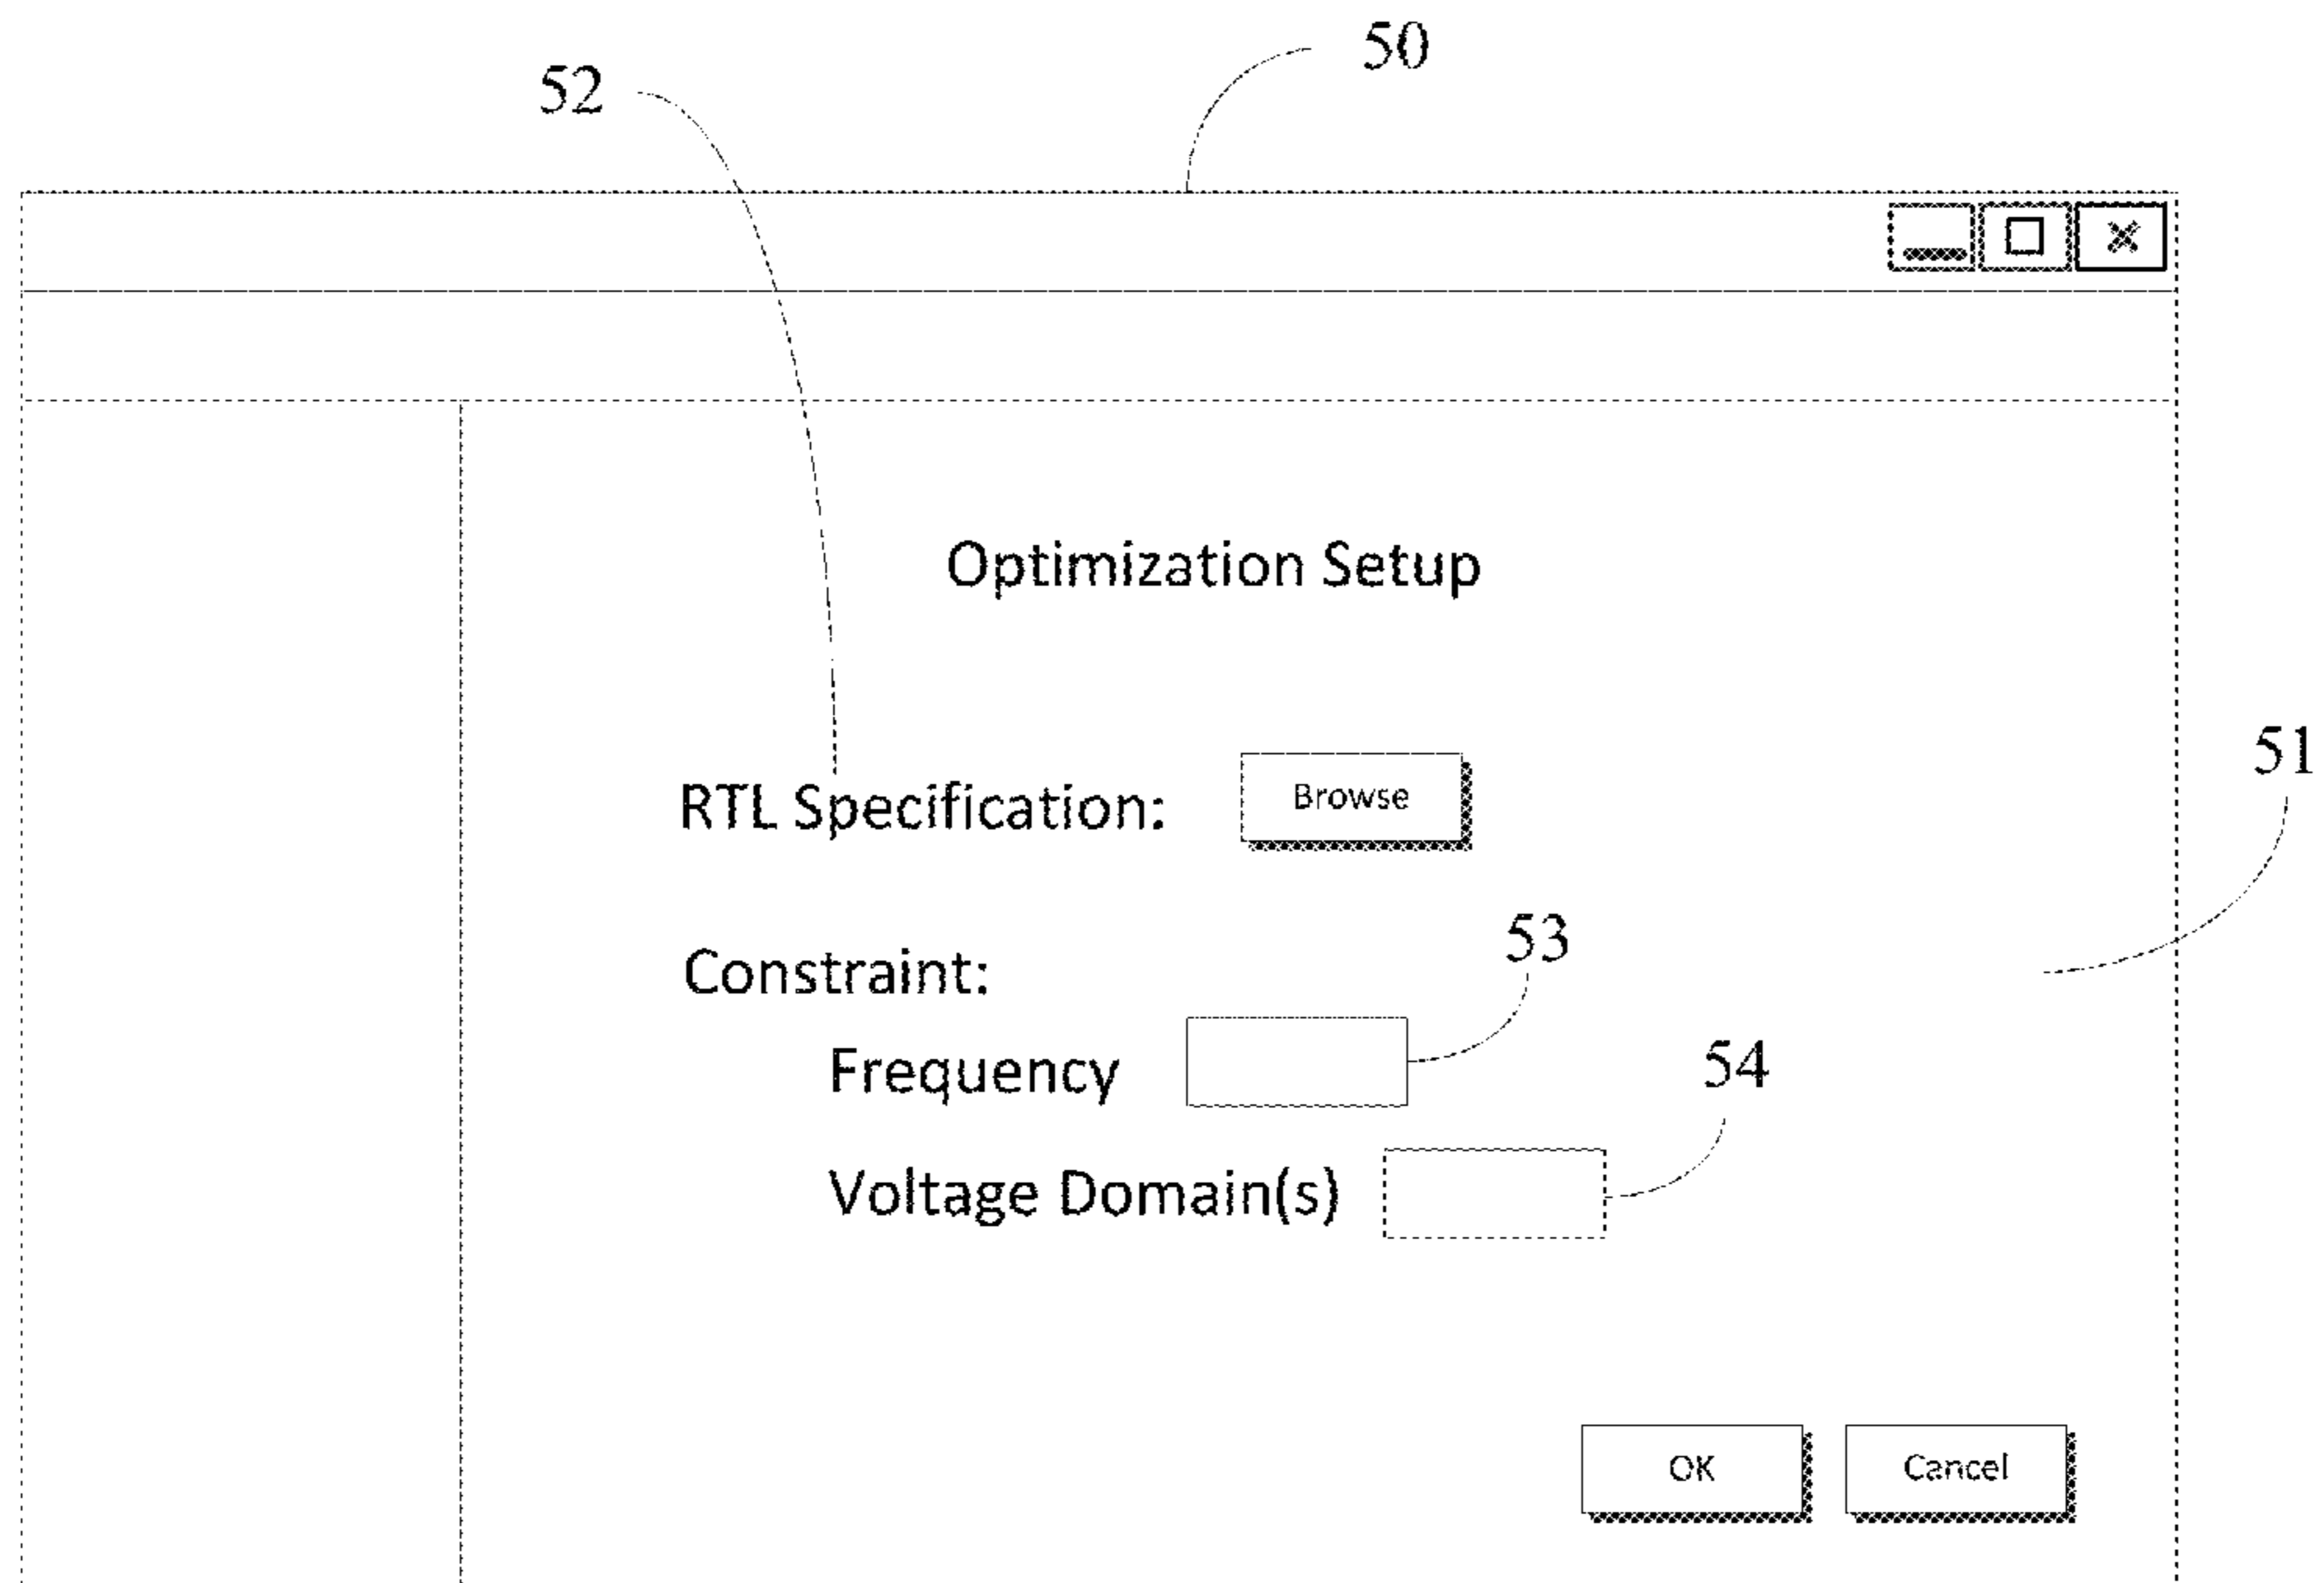 50
52
Optimization Setup
RTL Specification: Browse
51
Constraint:
53
Frequency
54
Voltage Domain(s)
OK Cancel